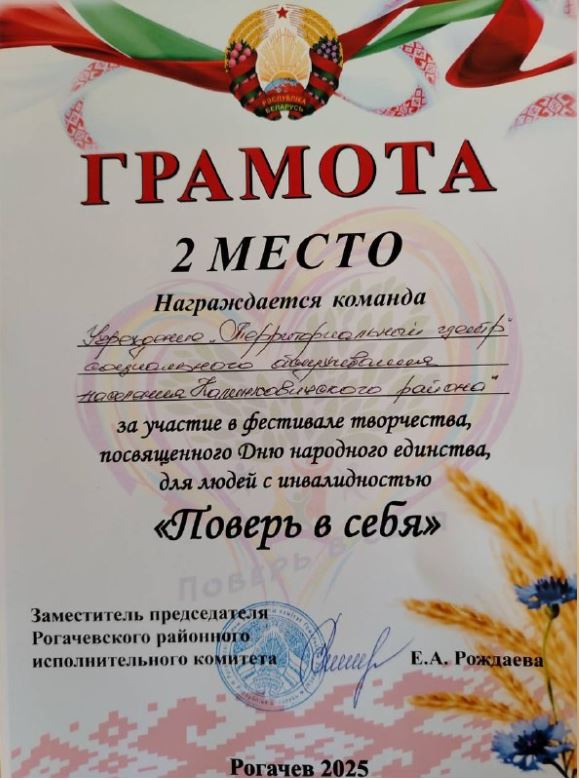 РЭСПУБЛІКА
БЕЛАРУСЬ
ГРАМОТА
2 МЕСТО
Награждается команда
Учреждение „Территориальный центр
социального обслуживания
населения Калинковичского района"
за участие в фестивале творчества,
посвященного Дню народного единства,
для людей с инвалидностью
«Поверь в себя»
Поверь в себя
Заместитель председателя
Рогачевского районного
исполнительного комитета
Е.А. Рождаева
Рогачев 2025